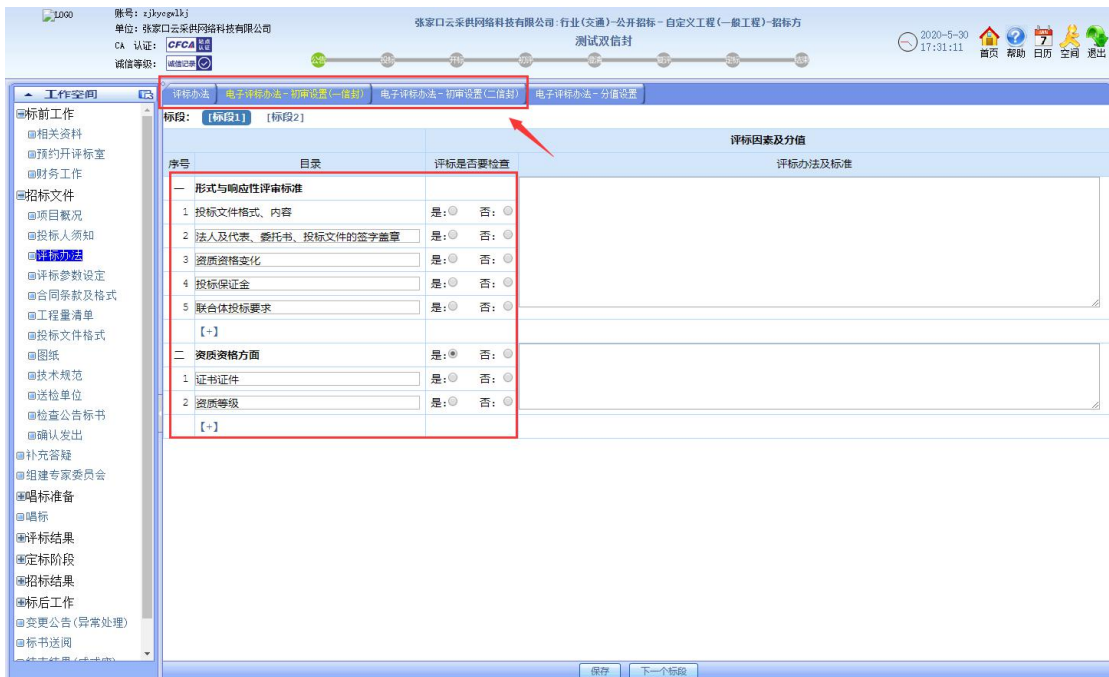 LOGO
账号: zjkycgwlkj
单位: 张家口云采供网络科技有限公司
CA 认证: CFCA 站点认证
诚信等级: 诚信记录
张家口云采供网络科技有限公司:行业(交通)-公开招标-自定义工程(一般工程)-招标方
测试双信封
2020-5-30
17:31:11
首页 帮助 日历 空间 退出
7
公告
工作空间
标前工作
相关资料
预约开评标室
财务工作
招标文件
项目概况
投标人须知
评标办法
评标参数设定
合同条款及格式
工程量清单
投标文件格式
图纸
技术规范
送检单位
检查公告标书
确认发出
补充答疑
组建专家委员会
唱标准备
唱标
评标结果
定标阶段
招标结果
标后工作
变更公告(异常处理)
标书送阅
评标办法 电子评标办法-初审设置(一信封) 电子评标办法-初审设置(二信封) 电子评标办法-分值设置
标段: [标段1] [标段2]
评标因素及分值
序号 目录 评标是否要检查 评标办法及标准
一 形式与响应性评审标准
1 投标文件格式、内容 是: 否:
2 法人及代表、委托书、投标文件的签字盖章 是: 否:
3 资质资格变化 是: 否:
4 投标保证金 是: 否:
5 联合体投标要求 是: 否:
【+】
二 资质资格方面 是: 否:
1 证书证件 是: 否:
2 资质等级 是: 否:
【+】
保存 下一个标段